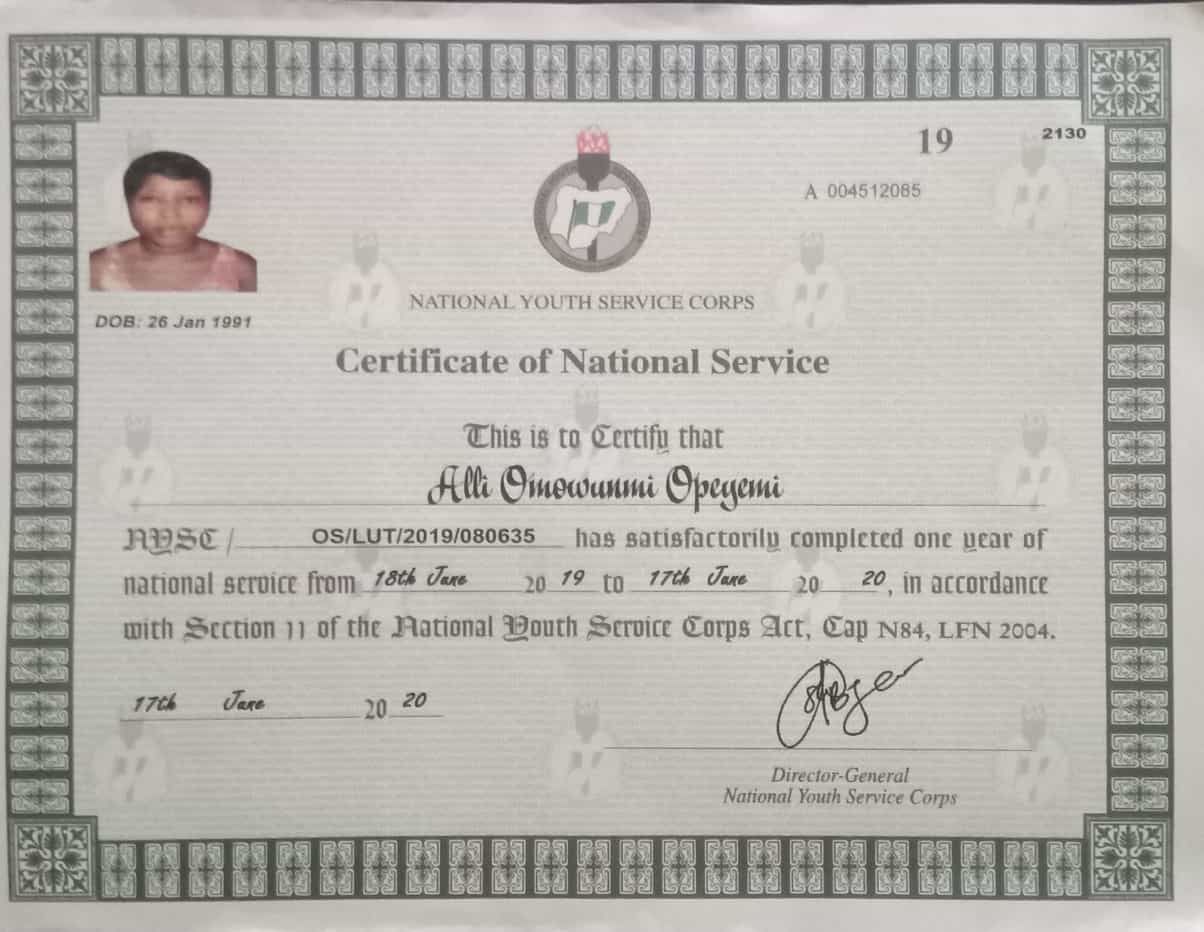 19
2130
A 004512085
NATIONAL YOUTH SERVICE CORPS
DOB: 26 Jan 1991
Certificate of National Service
This is to Certify that
Alli Omowunmi Opeyemi
NYSC/ OS/LUT/2019/080635 has satisfactorily completed one year of
national service from 18th June 20 19 to 17th June 20 20, in accordance
with Section 11 of the National Youth Service Corps Act, Cap N84, LFN 2004.
17th June 20 20
Director-General
National Youth Service Corps